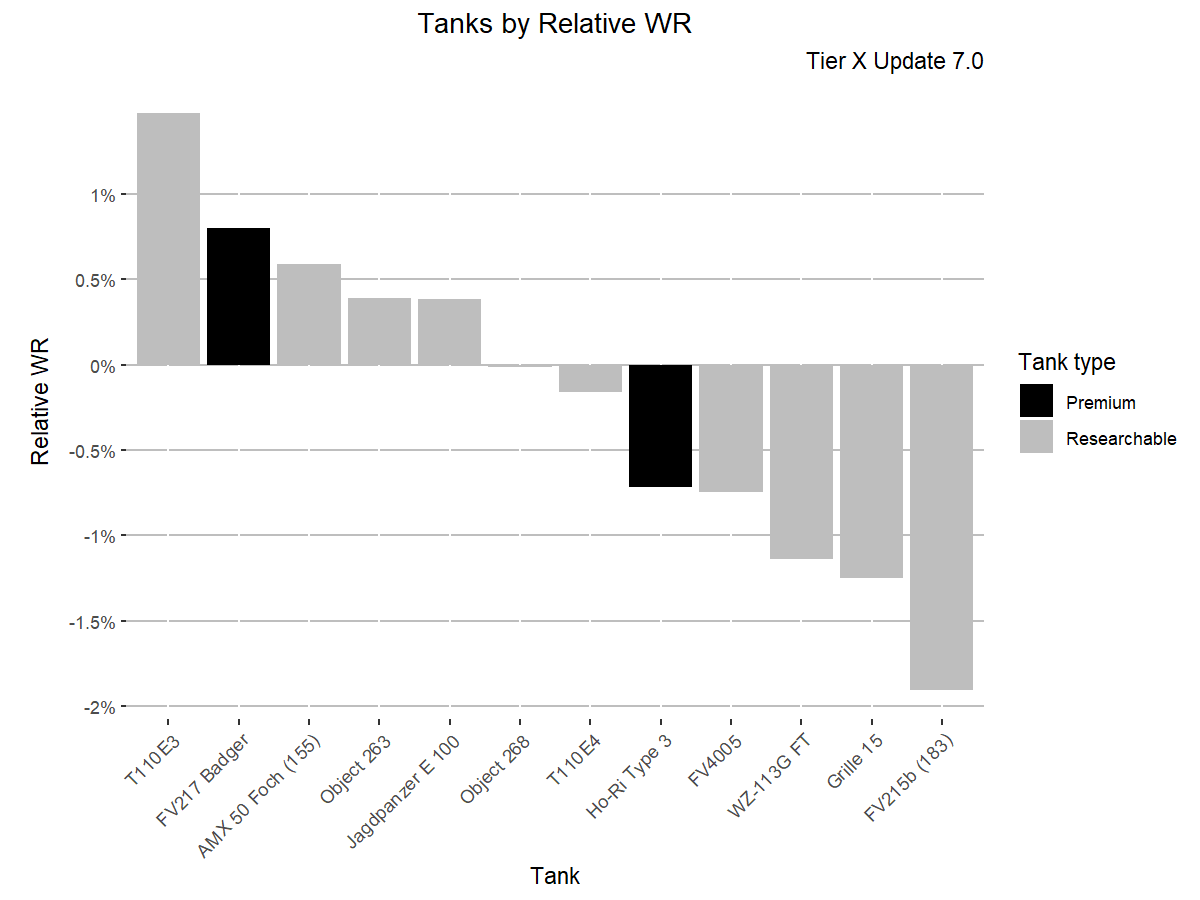 Tanks by Relative WR
Tier X Update 7.0
Relative WR
1%
0.5%
0%
-0.5%
-1%
-1.5%
-2%
T110E3
FV217 Badger
AMX 50 Foch (155)
Object 263
Jagdpanzer E 100
Object 268
T110E4
Ho-Ri Type 3
FV4005
WZ-113G FT
Grille 15
FV215b (183)
Tank
Tank type
Premium
Researchable